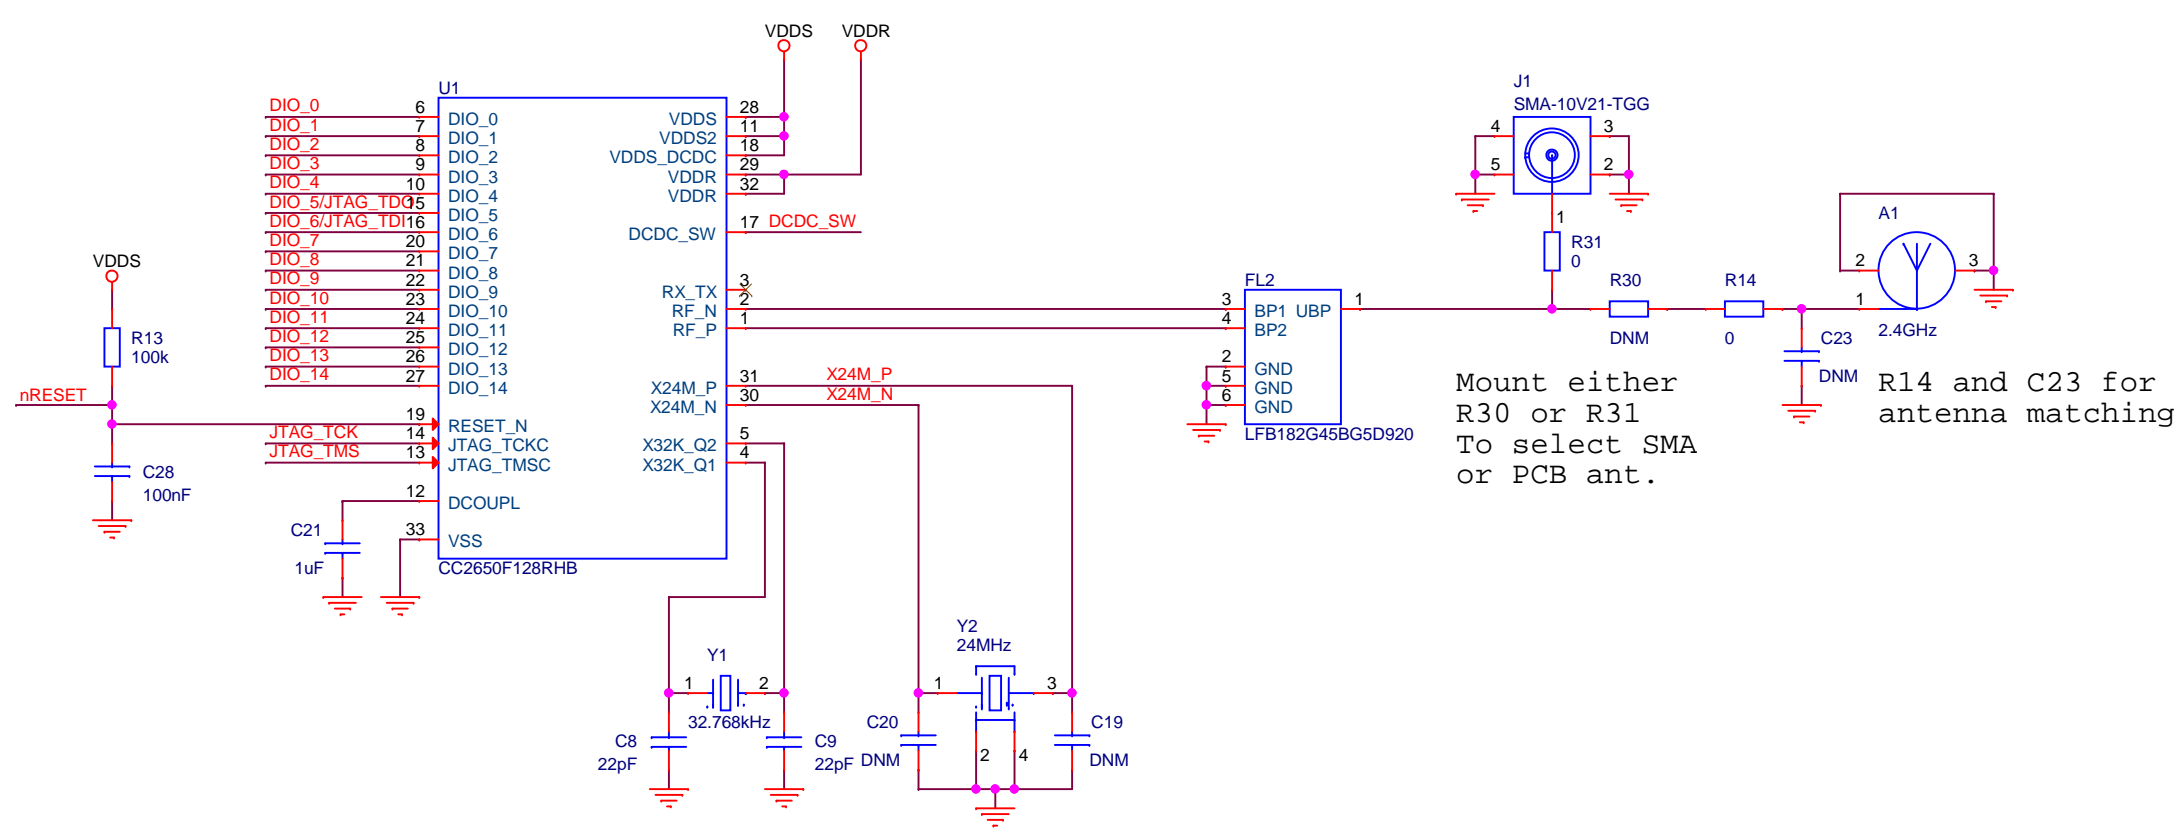 VDDS VDDR
U1
DIO_0 6 DIO_0 VDDS 28
DIO_1 7 DIO_1 VDDS2 11
DIO_2 8 DIO_2 VDDS_DCDC 18
DIO_3 9 DIO_3 VDDR 29
DIO_4 10 DIO_4 VDDR 32
DIO_5/JTAG_TDO 15 DIO_5
DIO_6/JTAG_TDI 16 DIO_6 DCDC_SW 17 DCDC_SW
DIO_7 20 DIO_7
DIO_8 21 DIO_8
DIO_9 22 DIO_9 RX_TX 3
DIO_10 23 DIO_10 RF_N 2
DIO_11 24 DIO_11 RF_P 1
DIO_12 25 DIO_12
DIO_13 26 DIO_13
DIO_14 27 DIO_14 X24M_P 31 X24M_P
X24M_N 30 X24M_N
19 RESET_N
JTAG_TCK 14 JTAG_TCKC X32K_Q2 5
JTAG_TMS 13 JTAG_TMSC X32K_Q1 4
12 DCOUPL
33 VSS
CC2650F128RHB
VDDS
R13
100k
nRESET
C28
100nF
C21
1uF
Y1
1 2
32.768kHz
C8
22pF
C9
22pF
Y2
24MHz
1 3
2 4
C20
DNM
C19
DNM
FL2
3 BP1 UBP 1
4 BP2
2 GND
5 GND
6 GND
LFB182G45BG5D920
J1
SMA-10V21-TGG
4 3
5 2
1
R31
0
R30
DNM
R14
0
C23
DNM
A1
2 3
1
2.4GHz
Mount either
R30 or R31
To select SMA
or PCB ant.
R14 and C23 for
antenna matching